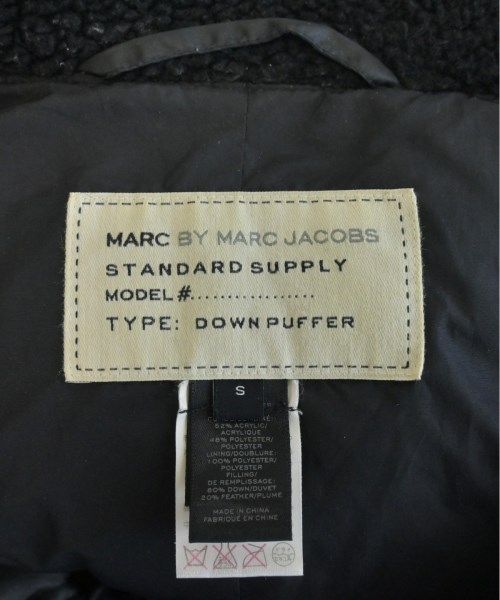 MARC BY MARC JACOBS
STANDARD SUPPLY
MODEL #..................
TYPE: DOWN PUFFER
S
52% ACRYLIC/
ACRYLIQUE
48% POLYESTER/
POLYESTER
LINING/DOUBLURE:
100% POLYESTER/
POLYESTER
FILLING/
DE REMPLISSAGE:
80% DOWN/DUVET
20% FEATHER/PLUME
MADE IN CHINA
FABRIQUÉ EN CHINE